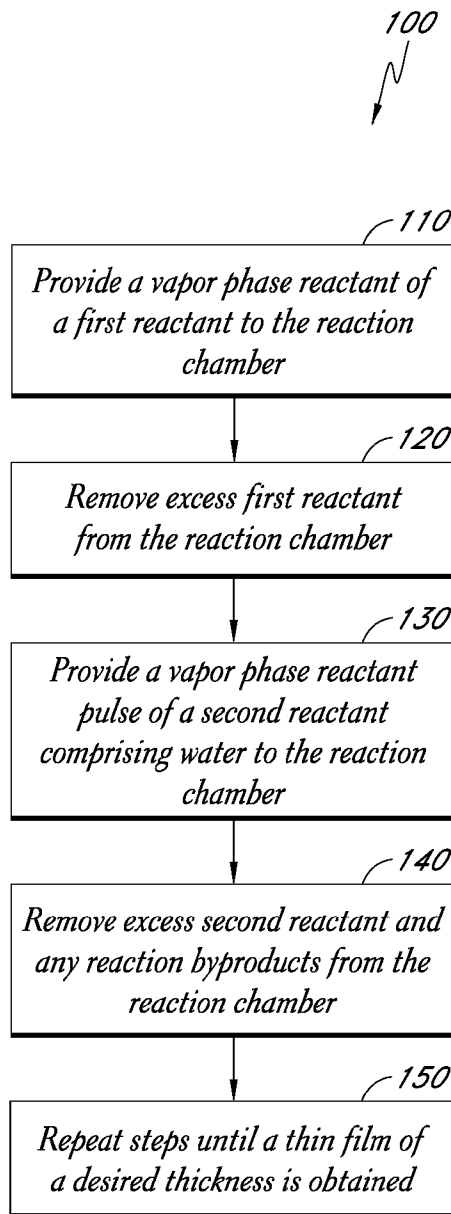 100
110
Provide a vapor phase reactant of
a first reactant to the reaction
chamber
120
Remove excess first reactant
from the reaction chamber
130
Provide a vapor phase reactant
pulse of a second reactant
comprising water to the reaction
chamber
140
Remove excess second reactant and
any reaction byproducts from the
reaction chamber
150
Repeat steps until a thin film of
a desired thickness is obtained